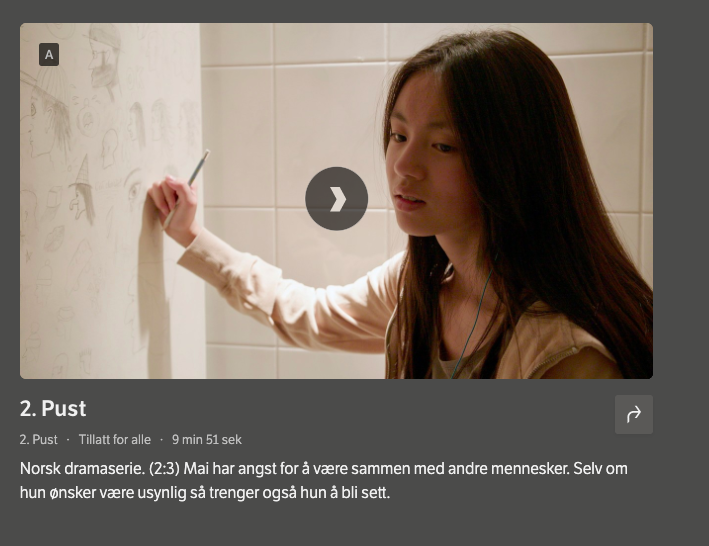 A
2. Pust
2. Pust · Tillatt for alle · 9 min 51 sek
Norsk dramaserie. (2:3) Mai har angst for å være sammen med andre mennesker. Selv om
hun ønsker være usynlig så trenger også hun å bli sett.